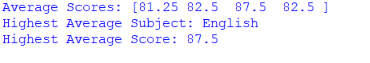 Average Scores: [81.25 82.5  87.5  82.5 ]
Highest Average Subject: English
Highest Average Score: 87.5